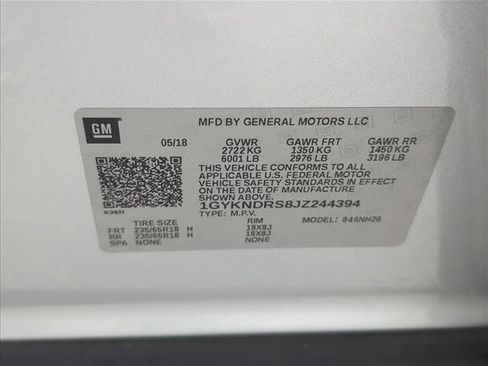 GM
MFD BY GENERAL MOTORS LLC
05/18 GVWR GAWR FRT GAWR RR
2722 KG 1350 KG 1450 KG
6001 LB 2976 LB 3196 LB
THIS VEHICLE CONFORMS TO ALL
APPLICABLE U.S. FEDERAL MOTOR
VEHICLE SAFETY STANDARDS IN
EFFECT ON THE DATE OF MANUFACTURE
SHOWN ABOVE.
1GYKNDRS8JZ244394
636R
TYPE: M.P.V. MODEL: 846NH26
TIRE SIZE RIM
FRT 235/65R18 H 18X8J
RR 235/65R18 H 18X8J
SPA NONE NONE